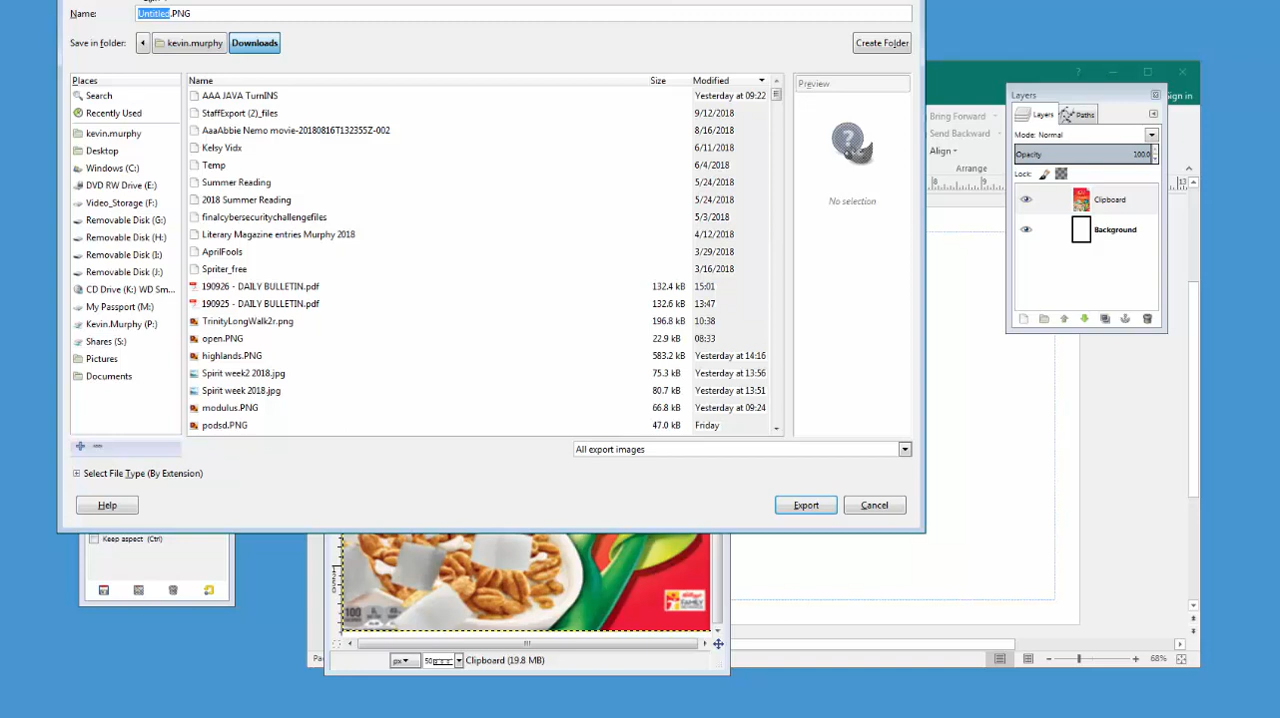 Name:
Untitled.PNG
Save in folder:
kevin.murphy
Downloads
Create Folder
Places
Search
Recently Used
kevin.murphy
Desktop
Windows (C:)
DVD RW Drive (E:)
Video_Storage (F:)
Removable Disk (G:)
Removable Disk (H:)
Removable Disk (I:)
Removable Disk (J:)
CD Drive (K:) WD Sm...
My Passport (M:)
Kevin.Murphy (P:)
Shares (S:)
Pictures
Documents
Name Size Modified
AAA JAVA TurnINS Yesterday at 09:22
StaffExport (2)_files 9/12/2018
AaaAbbie Nemo movie-20180816T132355Z-002 8/16/2018
Kelsy Vidx 6/11/2018
Temp 6/4/2018
Summer Reading 5/24/2018
2018 Summer Reading 5/24/2018
finalcybersecuritychallengefiles 5/3/2018
Literary Magazine entries Murphy 2018 4/12/2018
AprilFools 3/29/2018
Spriter_free 3/16/2018
190926 - DAILY BULLETIN.pdf 132.4 kB 15:01
190925 - DAILY BULLETIN.pdf 132.6 kB 13:47
TrinityLongWalk2r.png 196.8 kB 10:38
open.PNG 22.9 kB 08:33
highlands.PNG 583.2 kB Yesterday at 14:16
Spirit week2 2018.jpg 75.3 kB Yesterday at 13:56
Spirit week 2018.jpg 80.7 kB Yesterday at 13:51
modulus.PNG 66.8 kB Yesterday at 09:24
podsd.PNG 47.0 kB Friday
Preview
No selection
All export images
Select File Type (By Extension)
Help
Export
Cancel
Sign in
Bring Forward
Send Backward
Align
Arrange
8 9
13
Layers
Layers
Paths
Mode: Normal
Opacity 100.0
Lock:
Clipboard
Background
Keep aspect (Ctrl)
100
FAMILY
px
50
Clipboard (19.8 MB)
68%